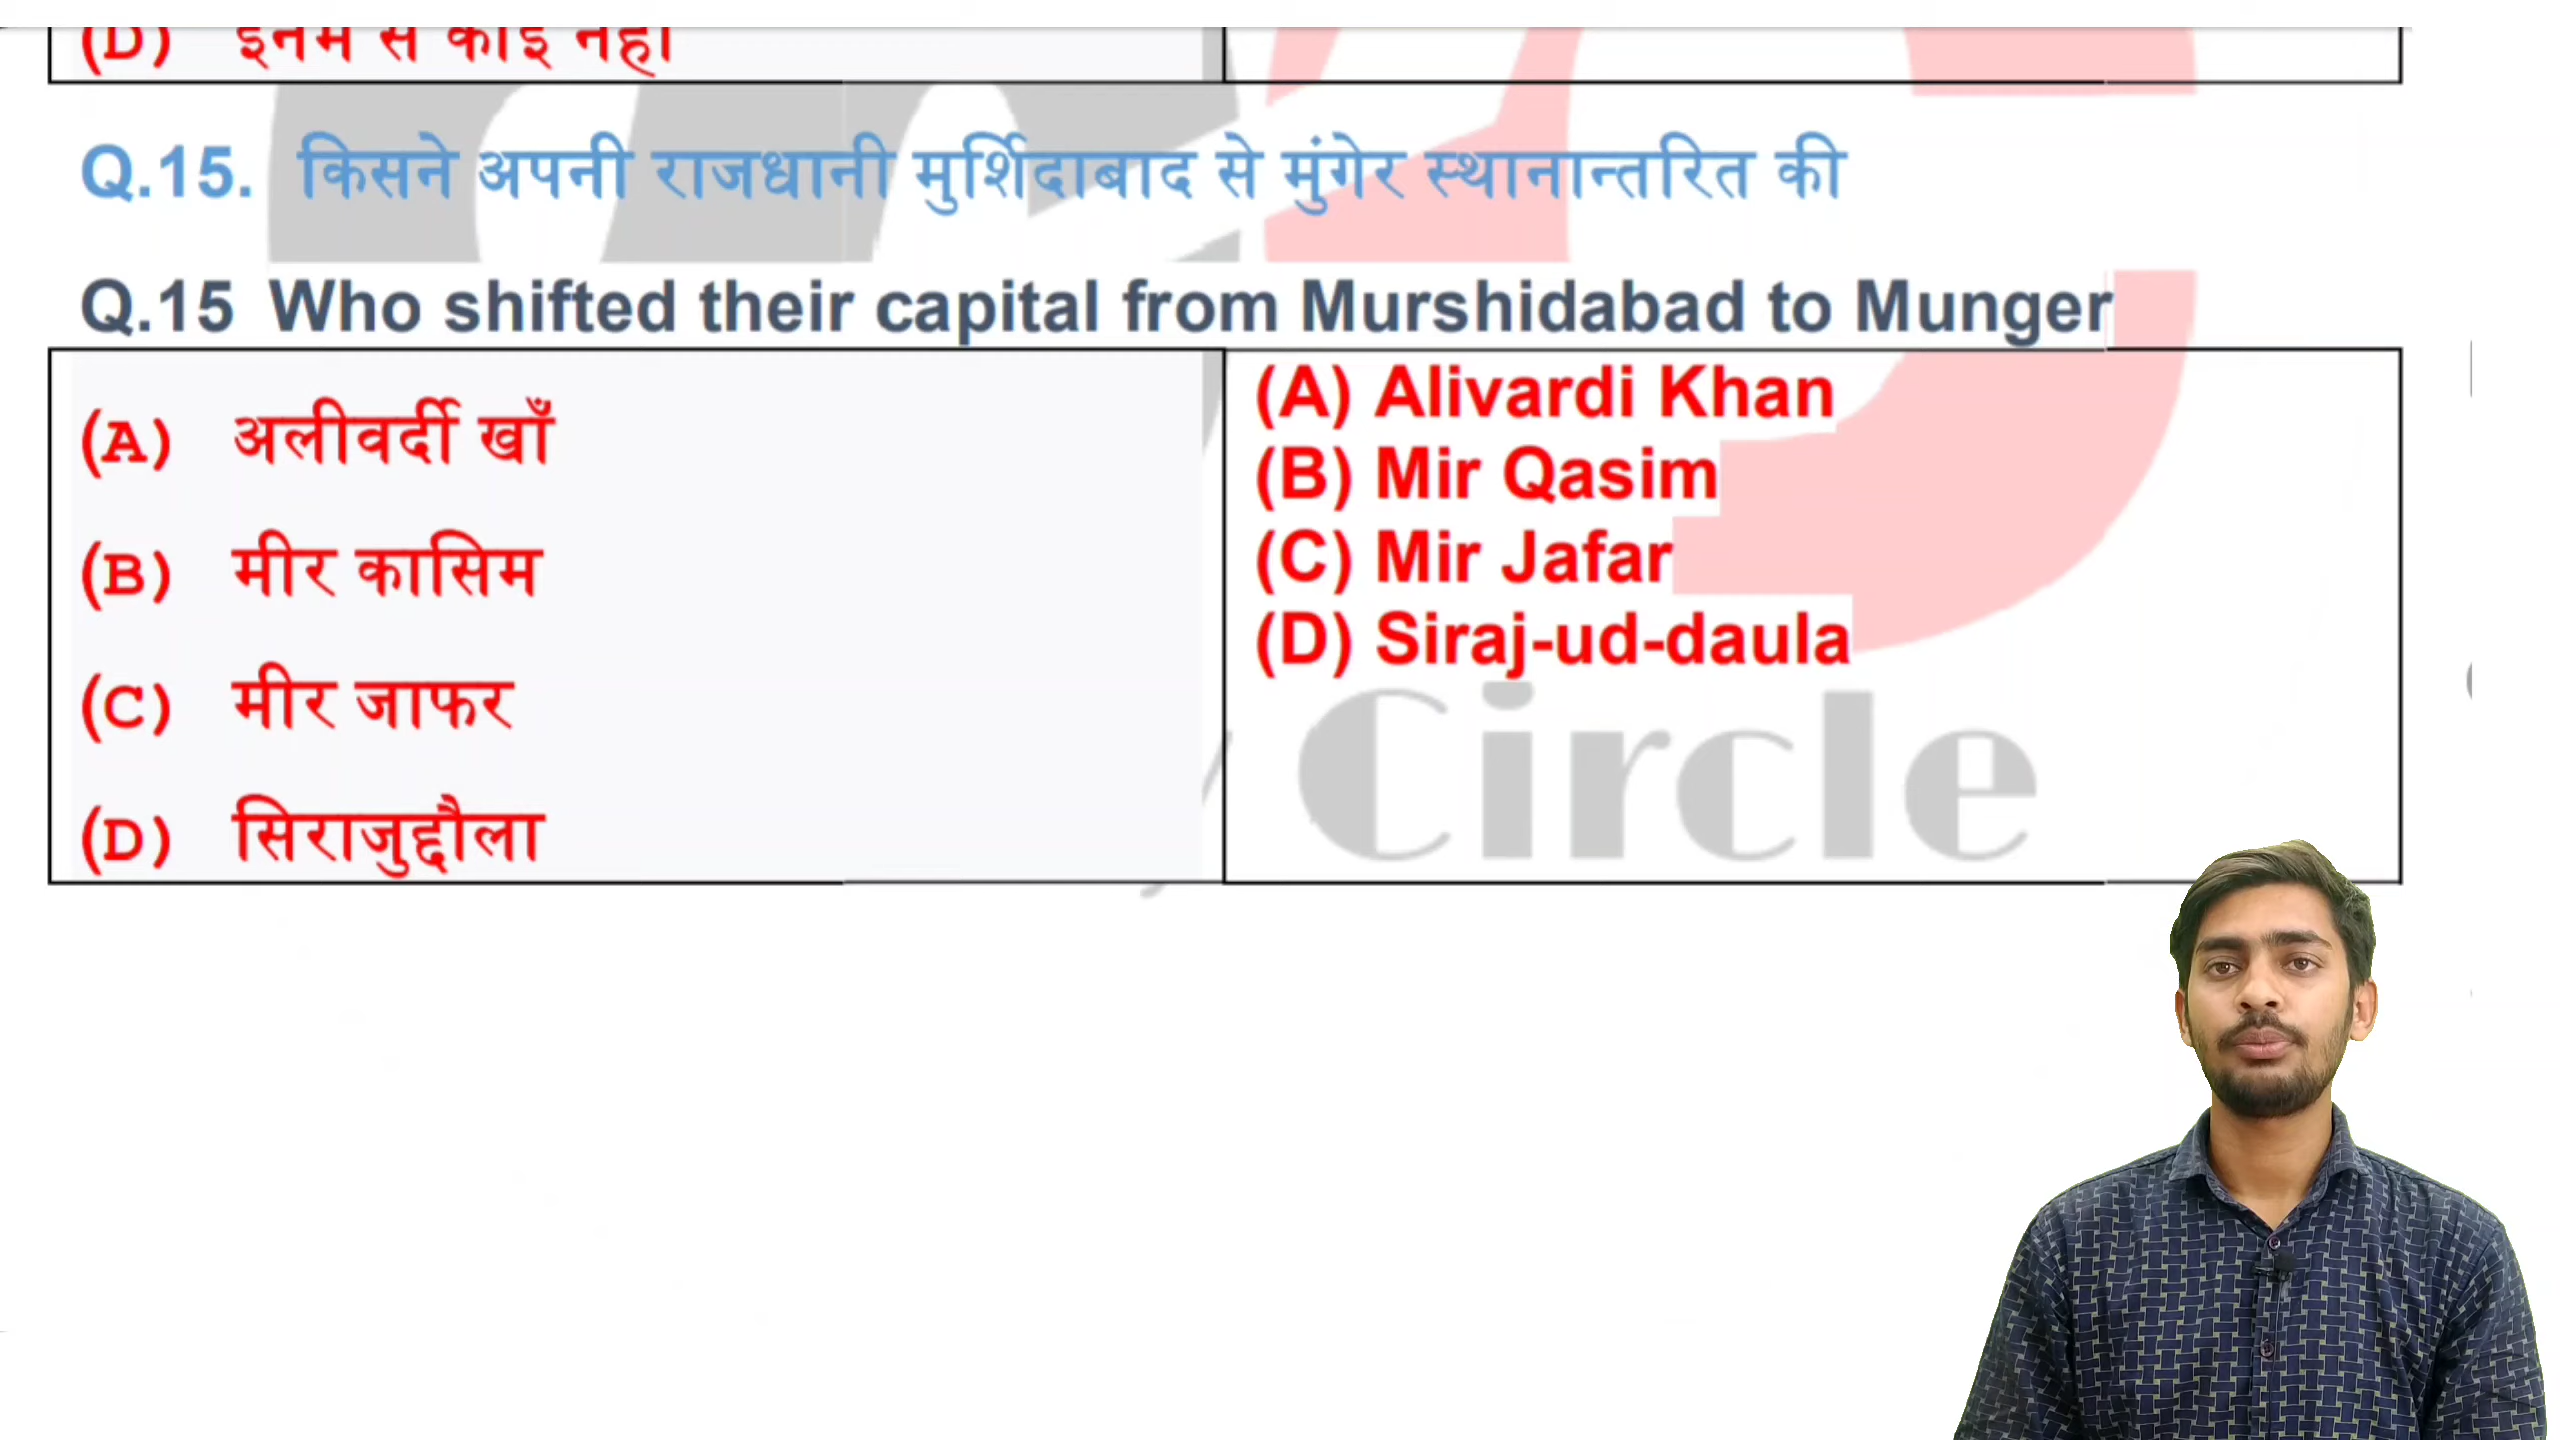 (D) इनमें से कोई नहीं
Q.15. किसने अपनी राजधानी मुर्शिदाबाद से मुंगेर स्थानान्तरित की
Q.15 Who shifted their capital from Murshidabad to Munger
(A) अलीवर्दी खाँ
(B) मीर कासिम
(C) मीर जाफर
(D) सिराजुद्दौला
(A) Alivardi Khan
(B) Mir Qasim
(C) Mir Jafar
(D) Siraj-ud-daula
Circle